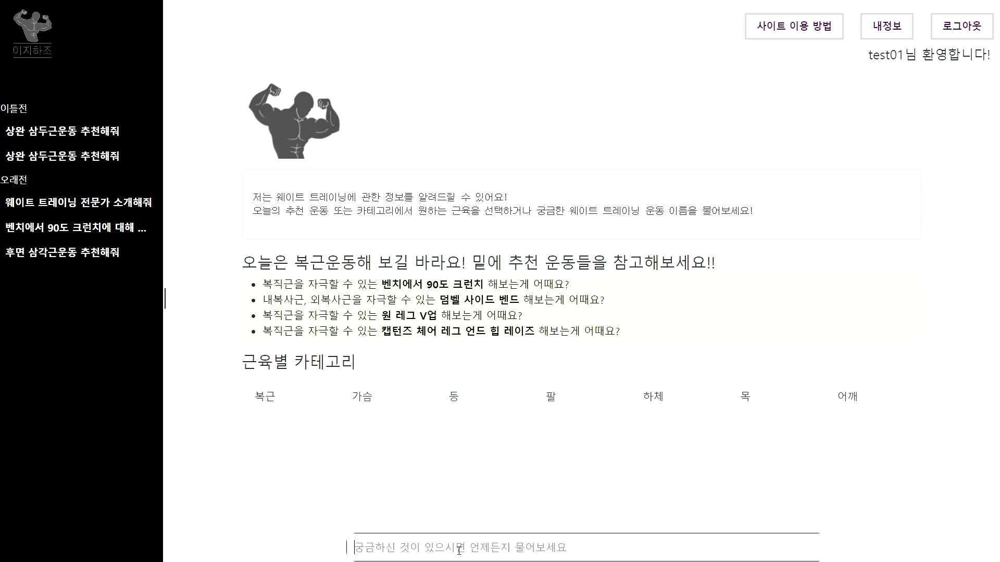 이지하조
이틀전
상완 삼두근운동 추천해줘
상완 삼두근운동 추천해줘
오래전
웨이트 트레이닝 전문가 소개해줘
벤치에서 90도 크런치에 대해 ...
후면 삼각근운동 추천해줘
사이트 이용 방법
내정보
로그아웃
test01님 환영합니다!
저는 웨이트 트레이닝에 관한 정보를 알려드릴 수 있어요!
오늘의 추천 운동 또는 카테고리에서 원하는 근육을 선택하거나 궁금한 웨이트 트레이닝 운동 이름을 물어보세요!
오늘은 복근운동해 보길 바라요! 밑에 추천 운동들을 참고해보세요!!
복직근을 자극할 수 있는 벤치에서 90도 크런치 해보는게 어때요?
내복사근, 외복사근을 자극할 수 있는 덤벨 사이드 벤드 해보는게 어때요?
복직근을 자극할 수 있는 원 레그 V업 해보는게 어때요?
복직근을 자극할 수 있는 캡턴즈 체어 레그 언드 힙 레이즈 해보는게 어때요?
근육별 카테고리
복근 가슴 등 팔 하체 목 어깨
궁금하신 것이 있으시면 언제든지 물어보세요